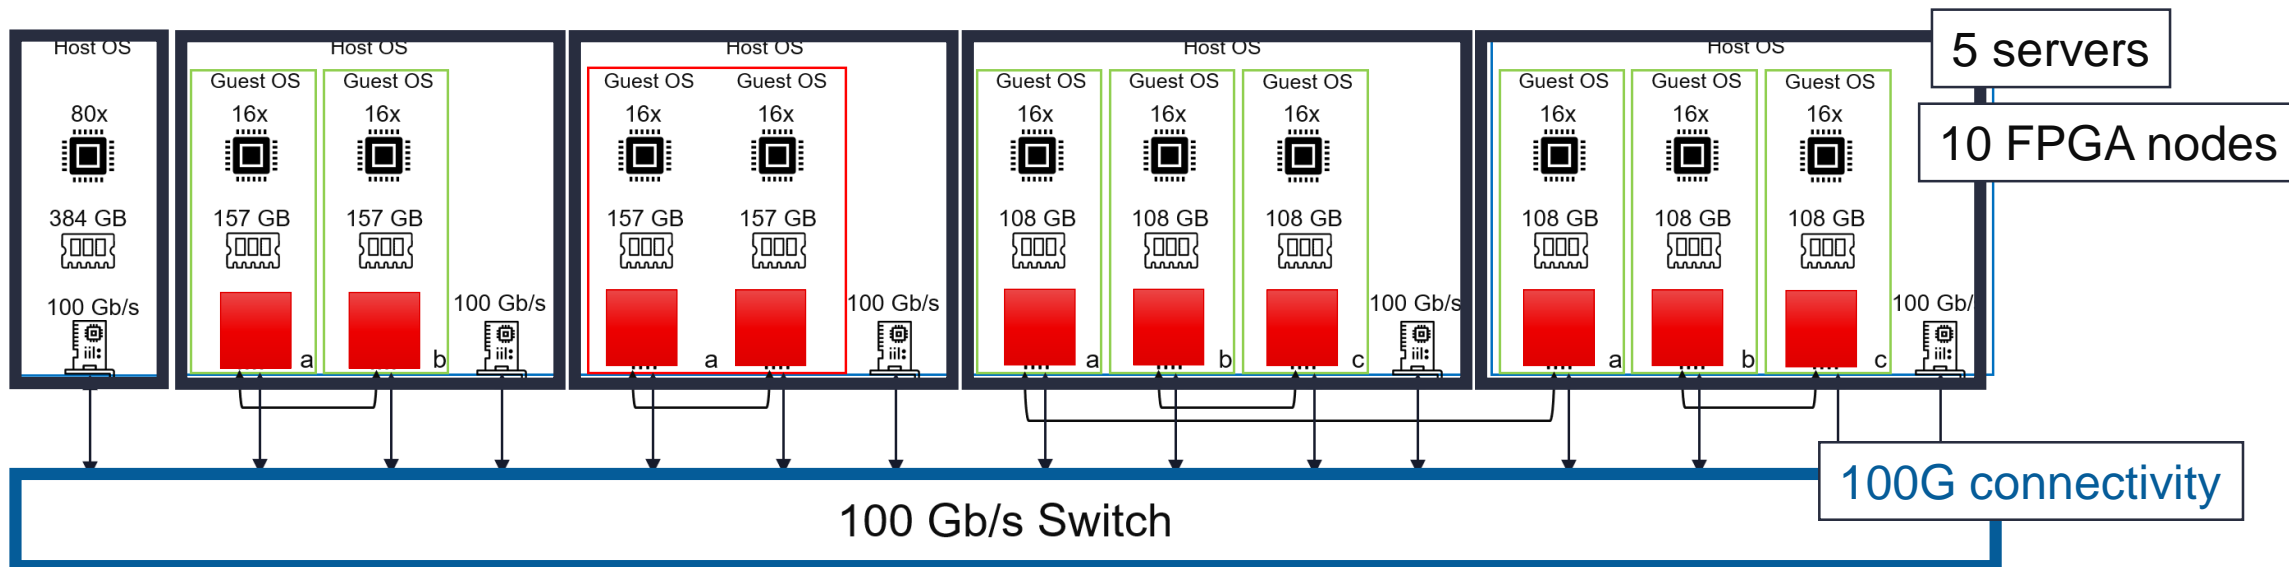 Host OS
80x
384 GB
100 Gb/s
Host OS
Guest OS Guest OS
16x 16x
157 GB 157 GB
100 Gb/s
a b
Host OS
Guest OS Guest OS
16x 16x
157 GB 157 GB
100 Gb/s
a
Host OS
Guest OS Guest OS Guest OS
16x 16x 16x
108 GB 108 GB 108 GB
100 Gb/s
a b c
Host OS
Guest OS Guest OS Guest OS
16x 16x 16x
108 GB 108 GB 108 GB
100 Gb/
a b c
5 servers
10 FPGA nodes
100G connectivity
100 Gb/s Switch